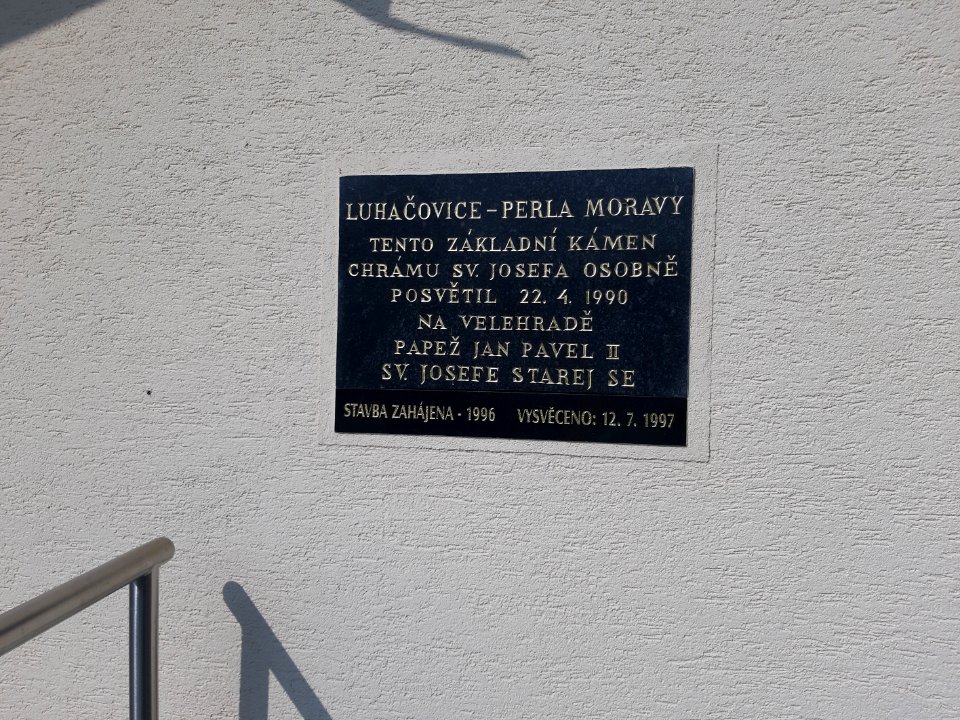 LUHAČOVICE – PERLA MORAVY
TENTO ZÁKLADNÍ KÁMEN
CHRÁMU SV. JOSEFA OSOBNĚ
POSVĚTIL 22. 4. 1990
NA VELEHRADĚ
PAPEŽ JAN PAVEL II
SV. JOSEFE STAREJ SE
STAVBA ZAHÁJENA - 1996 VYSVĚCENO: 12. 7. 1997